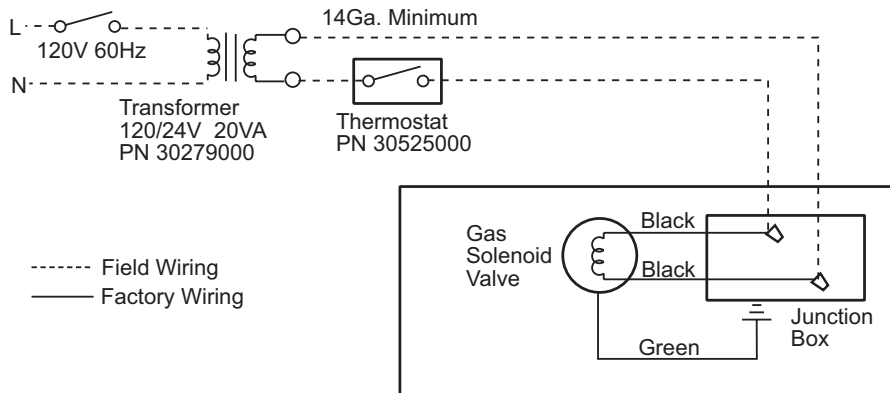 L
120V 60Hz
N
14Ga. Minimum
Transformer
120/24V 20VA
PN 30279000
Thermostat
PN 30525000
Gas
Solenoid
Valve
Black
Black
Green
Junction
Box
Field Wiring
Factory Wiring